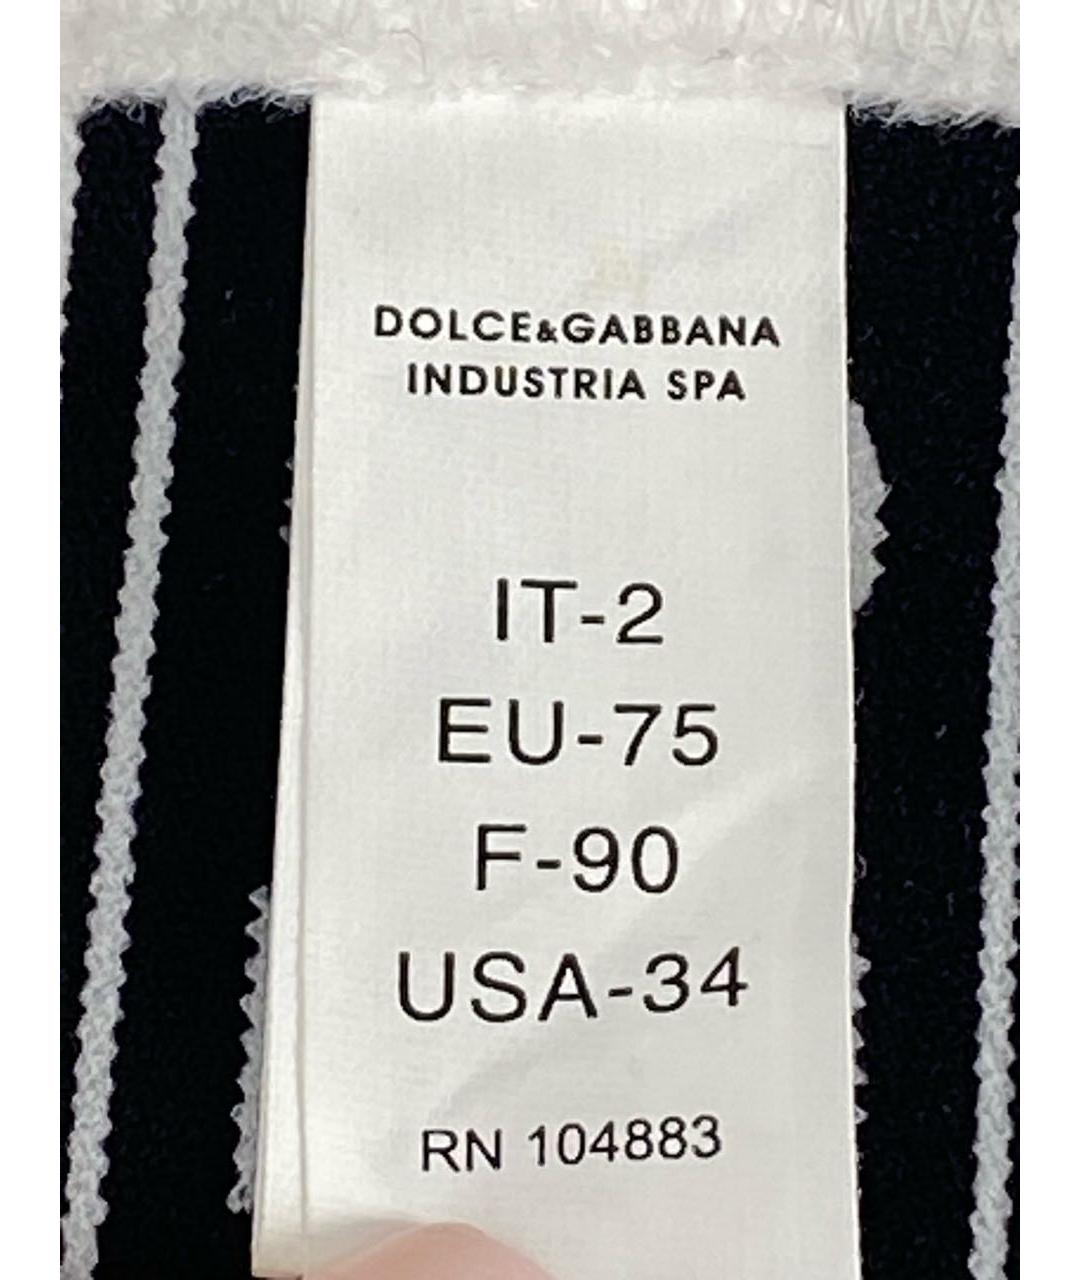 DOLCE&GABBANA
INDUSTRIA SPA
IT-2
EU-75
F-90
USA-34
RN 104883